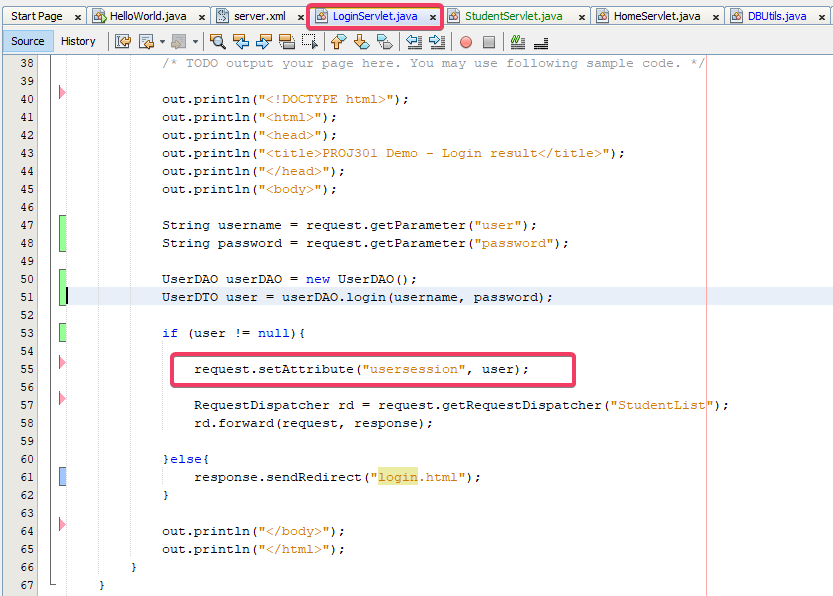 Start Page x HelloWorld.java x server.xml x LoginServlet.java x StudentServlet.java x HomeServlet.java x DBUtils.java x
Source History
38 /* TODO output your page here. You may use following sample code. */
39
40 out.println("<!DOCTYPE html>");
41 out.println("<html>");
42 out.println("<head>");
43 out.println("<title>PROJ301 Demo - Login result</title>");
44 out.println("</head>");
45 out.println("<body>");
46
47 String username = request.getParameter("user");
48 String password = request.getParameter("password");
49
50 UserDAO userDAO = new UserDAO();
51 UserDTO user = userDAO.login(username, password);
52
53 if (user != null){
54
55 request.setAttribute("usersession", user);
56
57 RequestDispatcher rd = request.getRequestDispatcher("StudentList");
58 rd.forward(request, response);
59
60 }else{
61 response.sendRedirect("login.html");
62 }
63
64 out.println("</body>");
65 out.println("</html>");
66 }
67 }